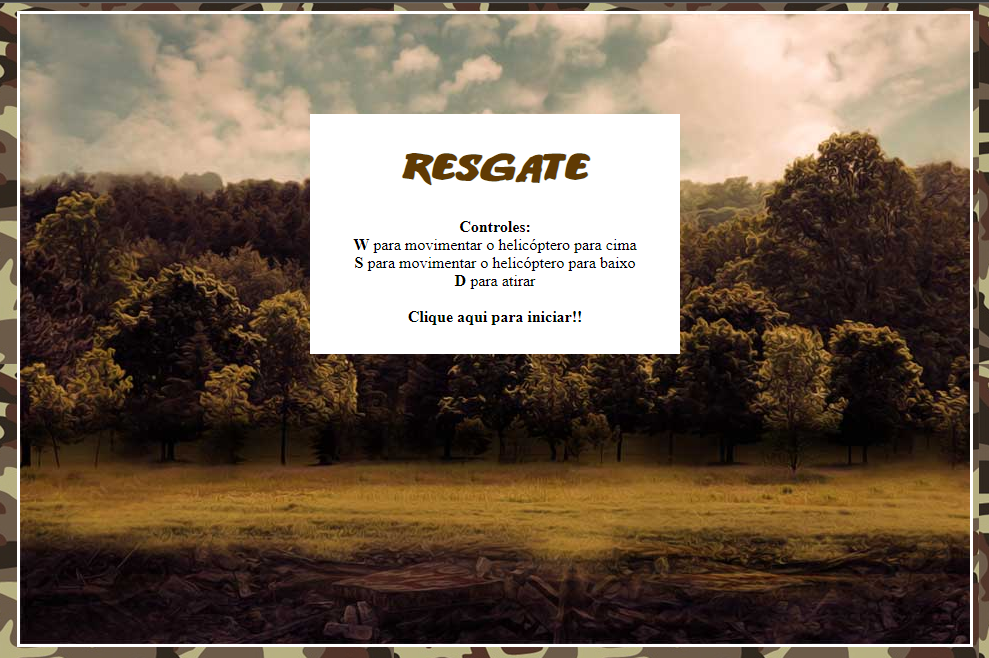 RESGATE
Controles:
W para movimentar o helicóptero para cima
S para movimentar o helicóptero para baixo
D para atirar
Clique aqui para iniciar!!